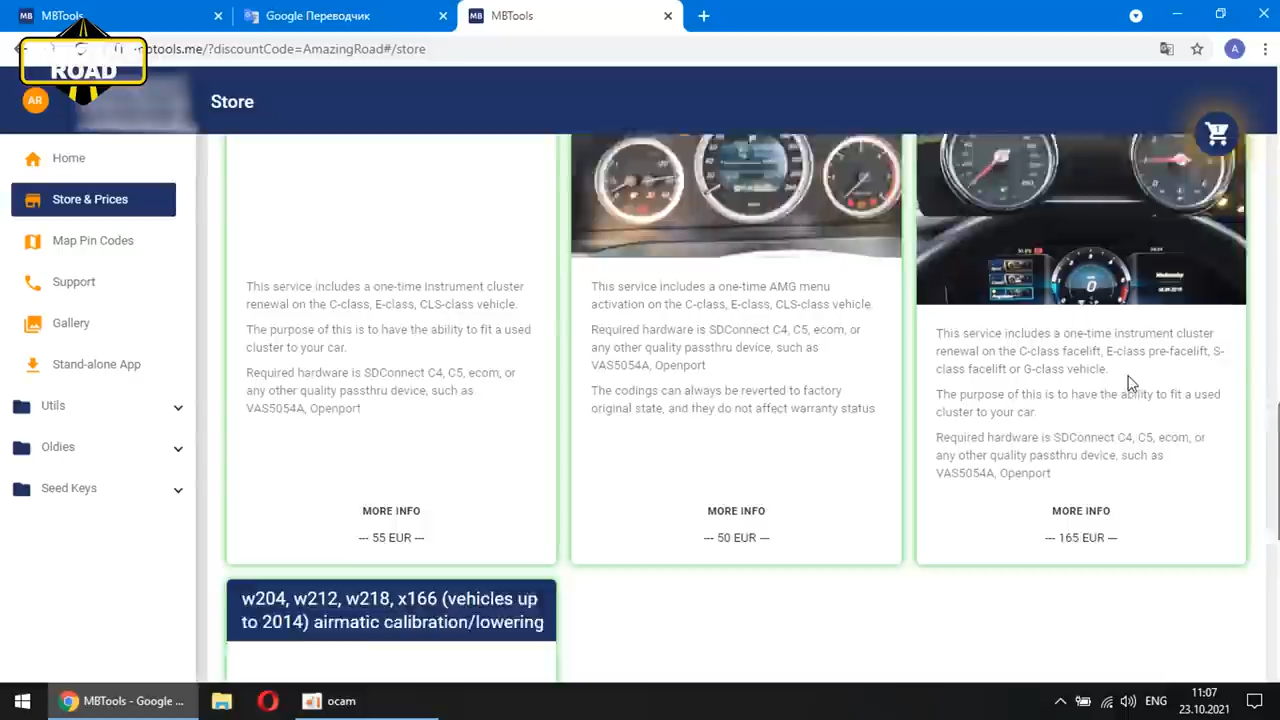 MB MBTools
Google Переводчик
MB MBTools
ptools.me/?discountCode=AmazingRoad#/store
A
ROAD
AR
Store
1
Home
Store & Prices
Map Pin Codes
Support
Gallery
Stand-alone App
Utils
Oldies
Seed Keys
This service includes a one-time Instrument cluster
renewal on the C-class, E-class, CLS-class vehicle.
The purpose of this is to have the ability to fit a used
cluster to your car.
Required hardware is SDConnect C4, C5, ecom, or
any other quality passthru device, such as
VAS5054A, Openport
MORE INFO
--- 55 EUR ---
This service includes a one-time AMG menu
activation on the C-class, E-class, CLS-class vehicle.
Required hardware is SDConnect C4, C5, ecom, or
any other quality passthru device, such as
VAS5054A, Openport
The codings can always be reverted to factory
original state, and they do not affect warranty status
MORE INFO
--- 50 EUR ---
This service includes a one-time instrument cluster
renewal on the C-class facelift, E-class pre-facelift, S-
class facelift or G-class vehicle.
The purpose of this is to have the ability to fit a used
cluster to your car.
Required hardware is SDConnect C4, C5, ecom, or
any other quality passthru device, such as
VAS5054A, Openport
MORE INFO
--- 165 EUR ---
w204, w212, w218, x166 (vehicles up
to 2014) airmatic calibration/lowering
MBTools - Google ...
ocam
ENG
11:07
23.10.2021